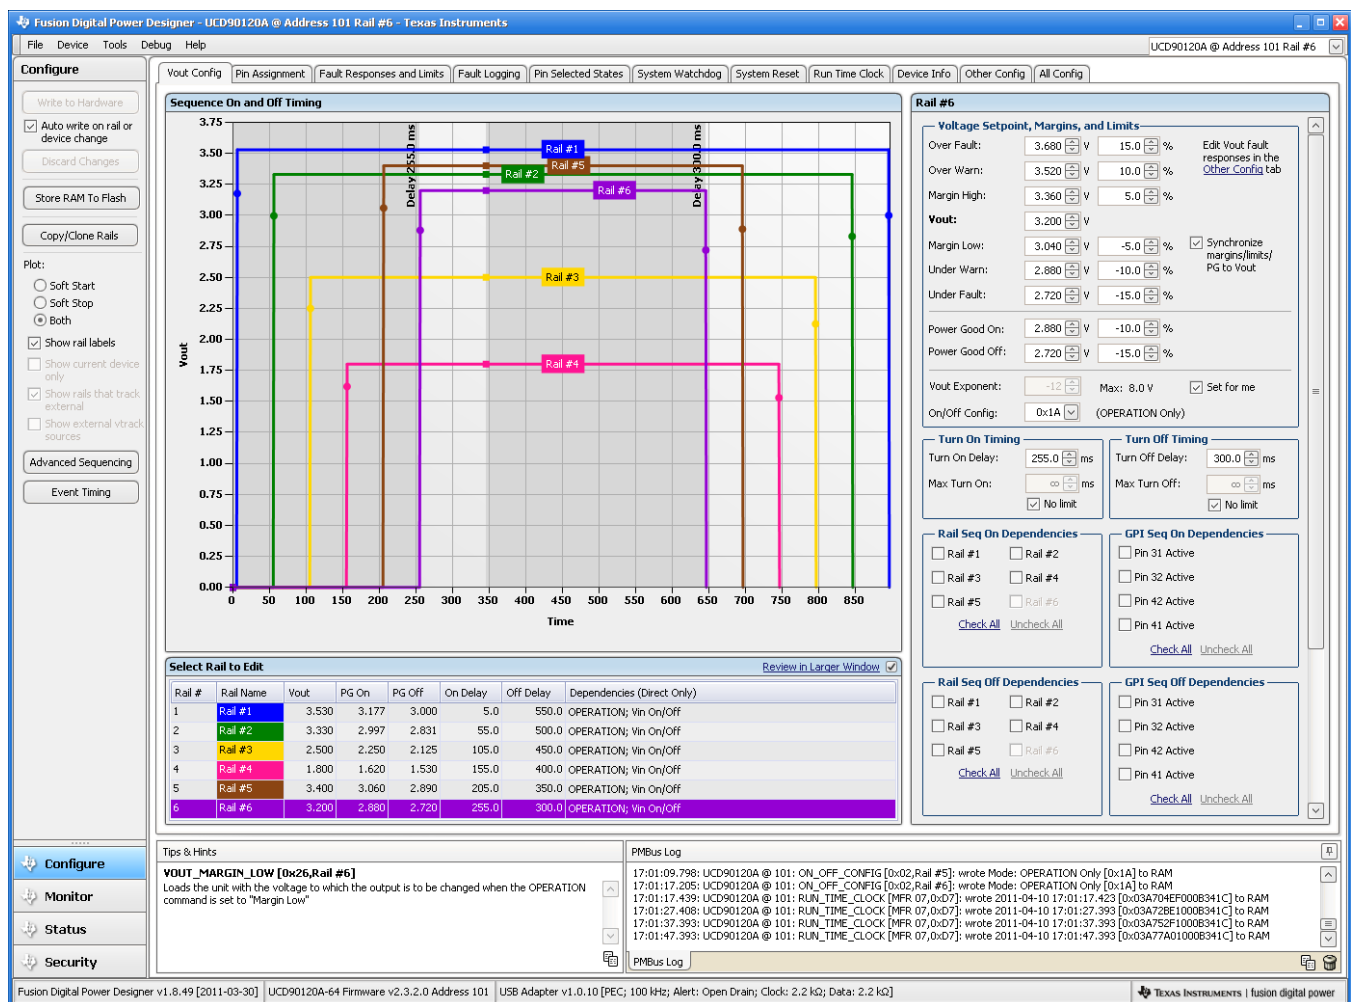 Fusion Digital Power Designer - UCD90120A @ Address 101 Rail #6 - Texas Instruments
File Device Tools Debug Help
UCD90120A @ Address 101 Rail #6
Configure
Write to Hardware
Auto write on rail or
device change
Discard Changes
Store RAM To Flash
Copy/Clone Rails
Plot:
Soft Start
Soft Stop
Both
Show rail labels
Show current device
only
Show rails that track
external
Show external vtrack
sources
Advanced Sequencing
Event Timing
Vout Config Pin Assignment Fault Responses and Limits Fault Logging Pin Selected States System Watchdog System Reset Run Time Clock Device Info Other Config All Config
Sequence On and Off Timing
3.75
3.50
3.25
3.00
2.75
2.50
2.25
2.00
1.75
1.50
1.25
1.00
0.75
0.50
0.25
0.00
Vout
0 50 100 150 200 250 300 350 400 450 500 550 600 650 700 750 800 850
Time
Delay 255.0 ms
Delay 300.0 ms
Rail #1
Rail #5
Rail #2
Rail #6
Rail #3
Rail #4
Select Rail to Edit
Review in Larger Window
Rail # Rail Name Vout PG On PG Off On Delay Off Delay Dependencies (Direct Only)
1 Rail #1 3.530 3.177 3.000 5.0 550.0 OPERATION; Vin On/Off
2 Rail #2 3.330 2.997 2.831 55.0 500.0 OPERATION; Vin On/Off
3 Rail #3 2.500 2.250 2.125 105.0 450.0 OPERATION; Vin On/Off
4 Rail #4 1.800 1.620 1.530 155.0 400.0 OPERATION; Vin On/Off
5 Rail #5 3.400 3.060 2.890 205.0 350.0 OPERATION; Vin On/Off
6 Rail #6 3.200 2.880 2.720 255.0 300.0 OPERATION; Vin On/Off
Rail #6
Voltage Setpoint, Margins, and Limits
Over Fault: 3.680 V 15.0 %
Over Warn: 3.520 V 10.0 %
Margin High: 3.360 V 5.0 %
Vout: 3.200 V
Margin Low: 3.040 V -5.0 %
Under Warn: 2.880 V -10.0 %
Under Fault: 2.720 V -15.0 %
Edit Vout fault
responses in the
Other Config tab
Synchronize
margins/limits/
PG to Vout
Power Good On: 2.880 V -10.0 %
Power Good Off: 2.720 V -15.0 %
Vout Exponent: -12 Max: 8.0 V Set for me
On/Off Config: 0x1A (OPERATION Only)
Turn On Timing
Turn On Delay: 255.0 ms
Max Turn On: ∞ ms
No limit
Turn Off Timing
Turn Off Delay: 300.0 ms
Max Turn Off: ∞ ms
No limit
Rail Seq On Dependencies
Rail #1 Rail #2
Rail #3 Rail #4
Rail #5 Rail #6
Check All Uncheck All
GPI Seq On Dependencies
Pin 31 Active
Pin 32 Active
Pin 42 Active
Pin 41 Active
Check All Uncheck All
Rail Seq Off Dependencies
Rail #1 Rail #2
Rail #3 Rail #4
Rail #5 Rail #6
Check All Uncheck All
GPI Seq Off Dependencies
Pin 31 Active
Pin 32 Active
Pin 42 Active
Pin 41 Active
Check All Uncheck All
Configure
Monitor
Status
Security
Tips & Hints
VOUT_MARGIN_LOW [0x26,Rail #6]
Loads the unit with the voltage to which the output is to be changed when the OPERATION
command is set to "Margin Low"
PMBus Log
17:01:09.798: UCD90120A @ 101: ON_OFF_CONFIG [0x02,Rail #5]: wrote Mode: OPERATION Only [0x1A] to RAM
17:01:17.205: UCD90120A @ 101: ON_OFF_CONFIG [0x02,Rail #6]: wrote Mode: OPERATION Only [0x1A] to RAM
17:01:17.439: UCD90120A @ 101: RUN_TIME_CLOCK [MFR 07,0xD7]: wrote 2011-04-10 17:01:17.423 [0x03A704EF000B341C] to RAM
17:01:27.408: UCD90120A @ 101: RUN_TIME_CLOCK [MFR 07,0xD7]: wrote 2011-04-10 17:01:27.393 [0x03A72BE1000B341C] to RAM
17:01:37.393: UCD90120A @ 101: RUN_TIME_CLOCK [MFR 07,0xD7]: wrote 2011-04-10 17:01:37.393 [0x03A752F1000B341C] to RAM
17:01:47.393: UCD90120A @ 101: RUN_TIME_CLOCK [MFR 07,0xD7]: wrote 2011-04-10 17:01:47.393 [0x03A77A01000B341C] to RAM
PMBus Log
Fusion Digital Power Designer v1.8.49 [2011-03-30] UCD90120A-64 Firmware v2.3.2.0 Address 101 USB Adapter v1.0.10 [PEC; 100 kHz; Alert: Open Drain; Clock: 2.2 kΩ; Data: 2.2 kΩ] TEXAS INSTRUMENTS | fusion digital power